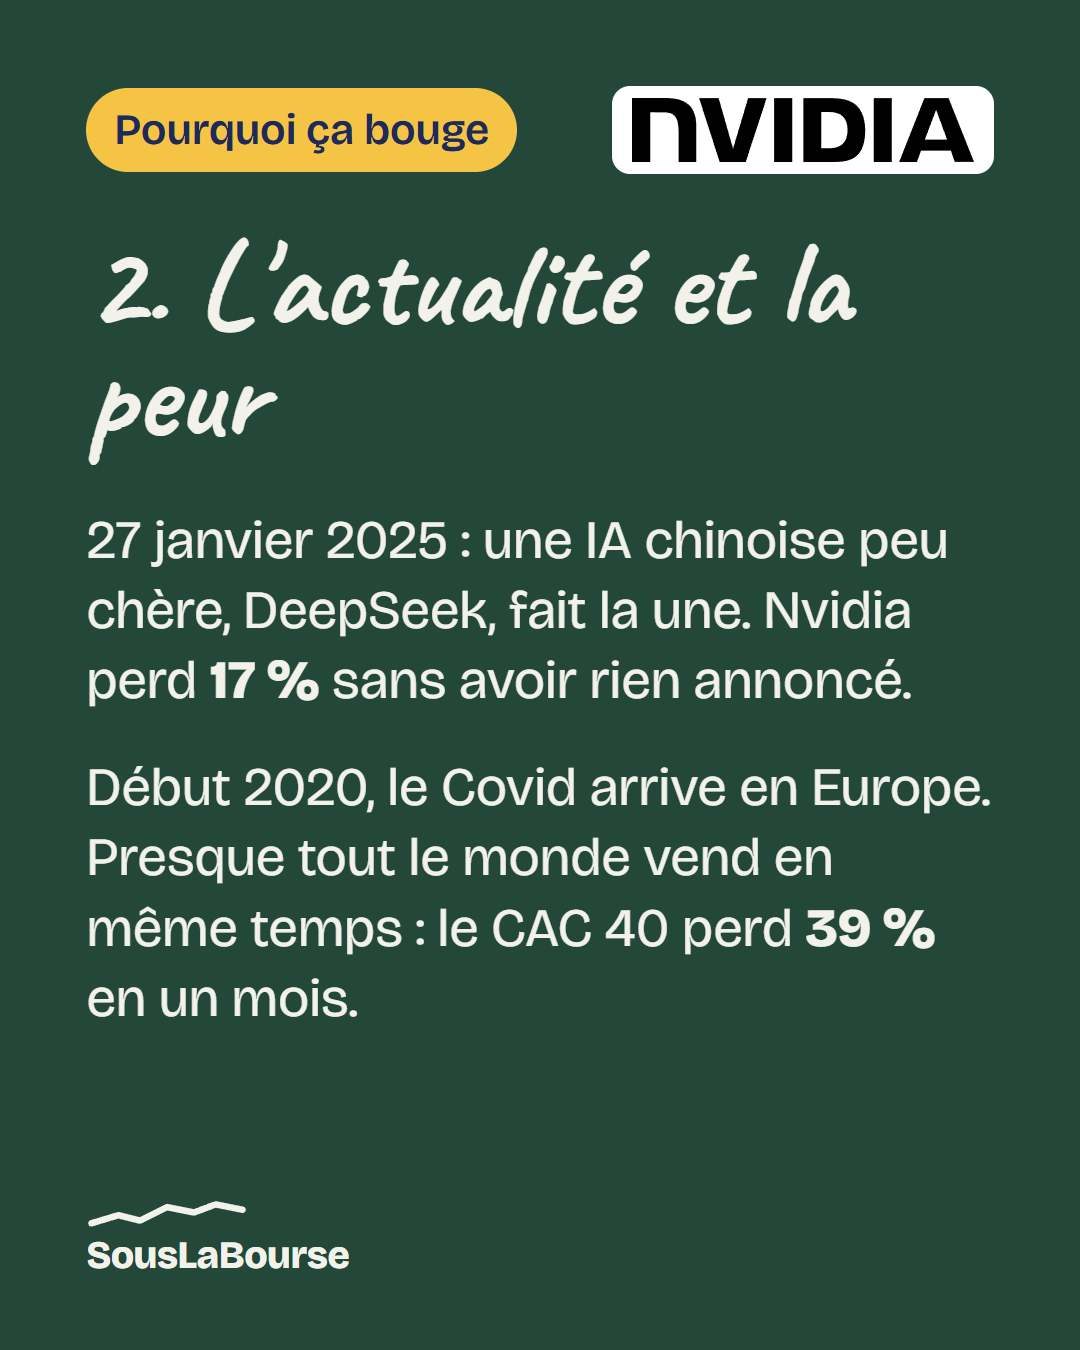 Pourquoi ça bouge
NVIDIA
2. L'actualité et la
peur
27 janvier 2025 : une IA chinoise peu
chère, DeepSeek, fait la une. Nvidia
perd 17 % sans avoir rien annoncé.
Début 2020, le Covid arrive en Europe.
Presque tout le monde vend en
même temps : le CAC 40 perd 39 %
en un mois.
SousLaBourse